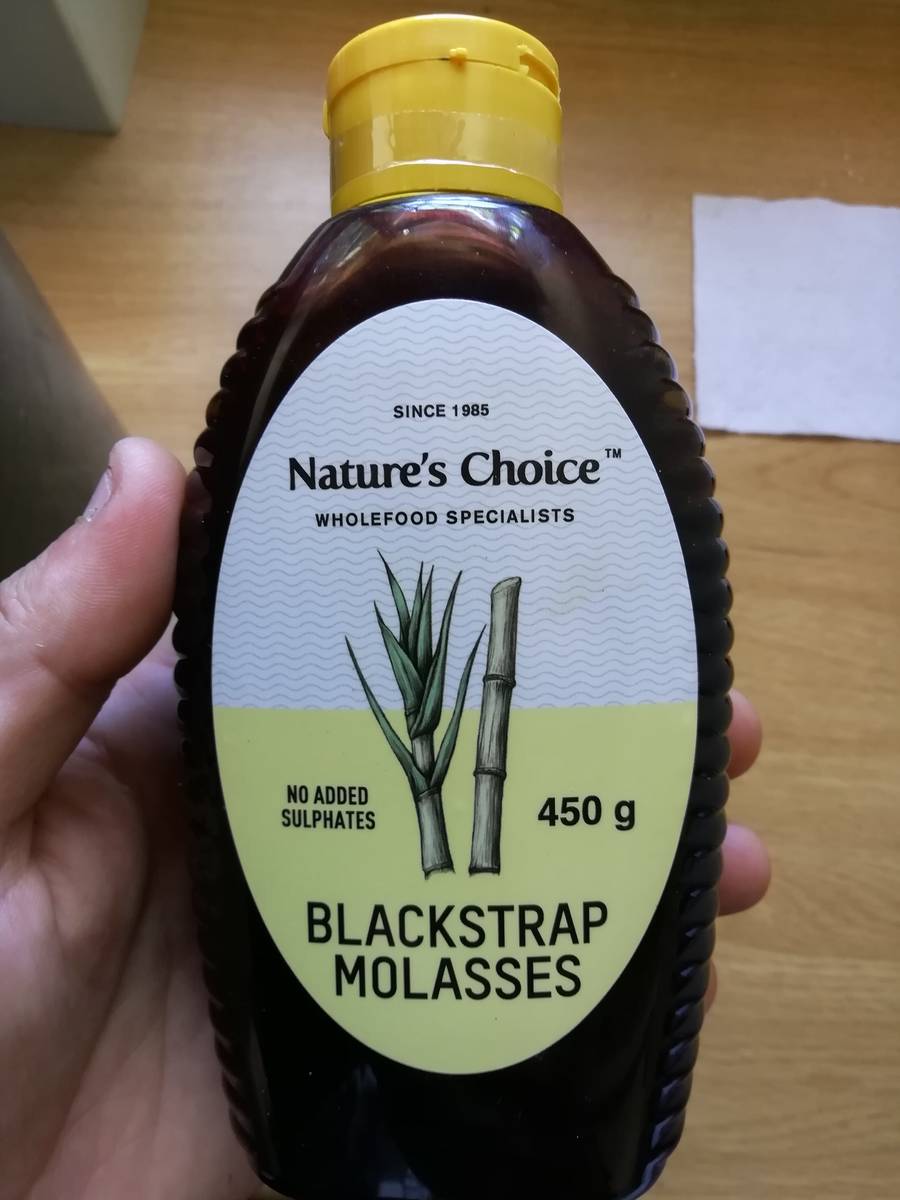 SINCE 1985
Nature's Choice™
WHOLEFOOD SPECIALISTS
NO ADDED
SULPHATES
450 g
BLACKSTRAP
MOLASSES